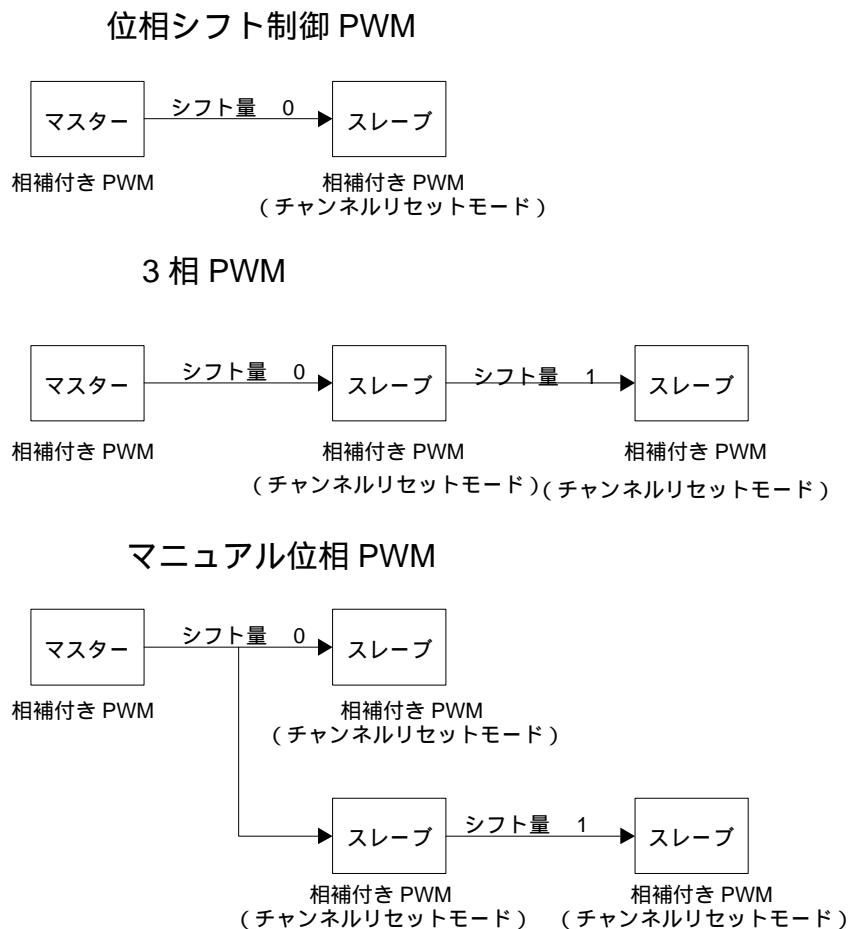 位相シフト制御 PWM
マスター
シフト量 0
スレーブ
相補付き PWM
相補付き PWM
(チャンネルリセットモード)
3 相 PWM
マスター
シフト量 0
スレーブ
シフト量 1
スレーブ
相補付き PWM
相補付き PWM
相補付き PWM
(チャンネルリセットモード)
(チャンネルリセットモード)
マニュアル位相 PWM
マスター
シフト量 0
スレーブ
相補付き PWM
相補付き PWM
(チャンネルリセットモード)
スレーブ
シフト量 1
スレーブ
相補付き PWM
相補付き PWM
(チャンネルリセットモード)
(チャンネルリセットモード)